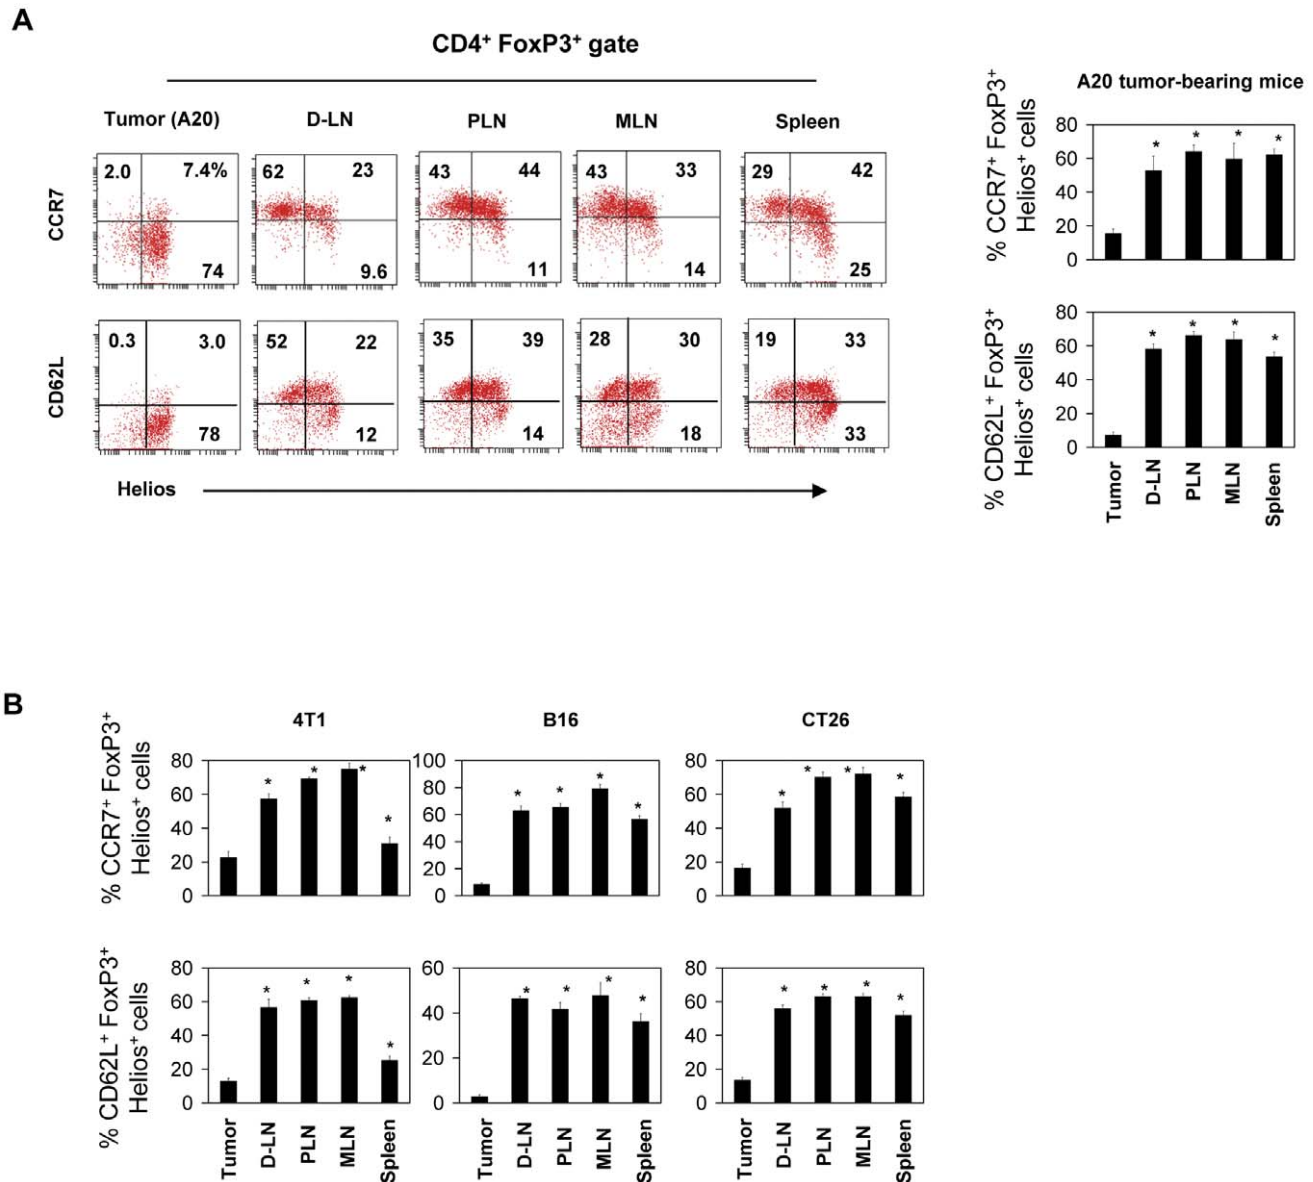 A
CD4⁺ FoxP3⁺ gate
Tumor (A20) D-LN PLN MLN Spleen
CCR7
2.0 7.4% 62 23 43 44 43 33 29 42
74 9.6 11 14 25
CD62L
0.3 3.0 52 22 35 39 28 30 19 33
78 12 14 18 33
Helios
A20 tumor-bearing mice
% CCR7⁺ FoxP3⁺
Helios⁺ cells
80
60
40
20
0
* * * *
% CD62L⁺ FoxP3⁺
Helios⁺ cells
80
60
40
20
0
* * * *
Tumor D-LN PLN MLN Spleen
B
4T1 B16 CT26
% CCR7⁺ FoxP3⁺
Helios⁺ cells
80
60
40
20
0
* * * *
100
80
60
40
20
0
* * * *
80
60
40
20
0
* * * *
% CD62L⁺ FoxP3⁺
Helios⁺ cells
80
60
40
20
0
* * * *
60
40
20
0
* * * *
80
60
40
20
0
* * * *
Tumor D-LN PLN MLN Spleen
Tumor D-LN PLN MLN Spleen
Tumor D-LN PLN MLN Spleen